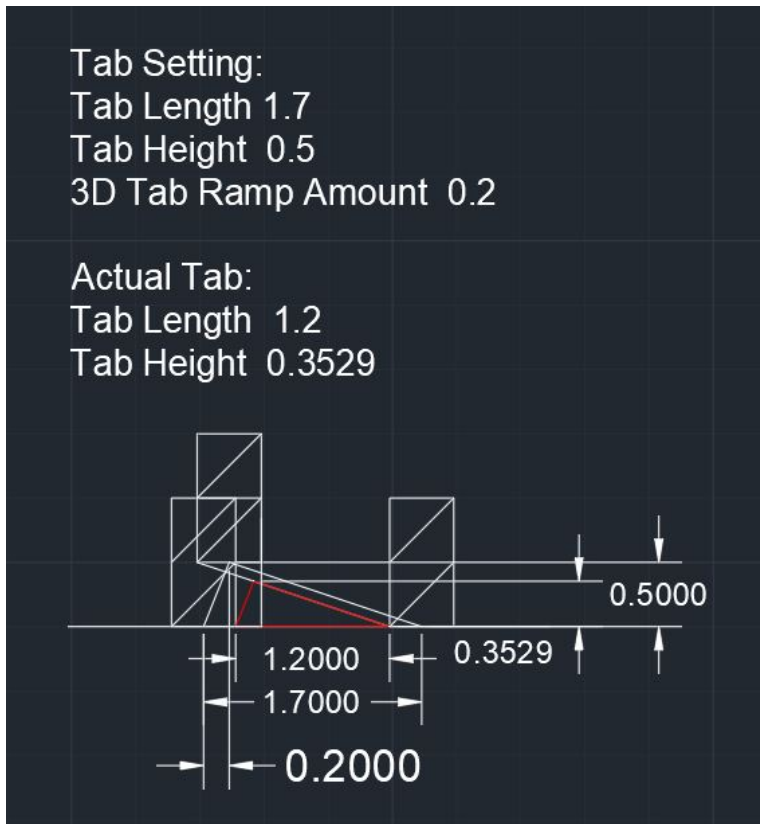 Tab Setting:
Tab Length 1.7
Tab Height 0.5
3D Tab Ramp Amount 0.2
Actual Tab:
Tab Length 1.2
Tab Height 0.3529
0.5000
1.2000
0.3529
1.7000
0.2000